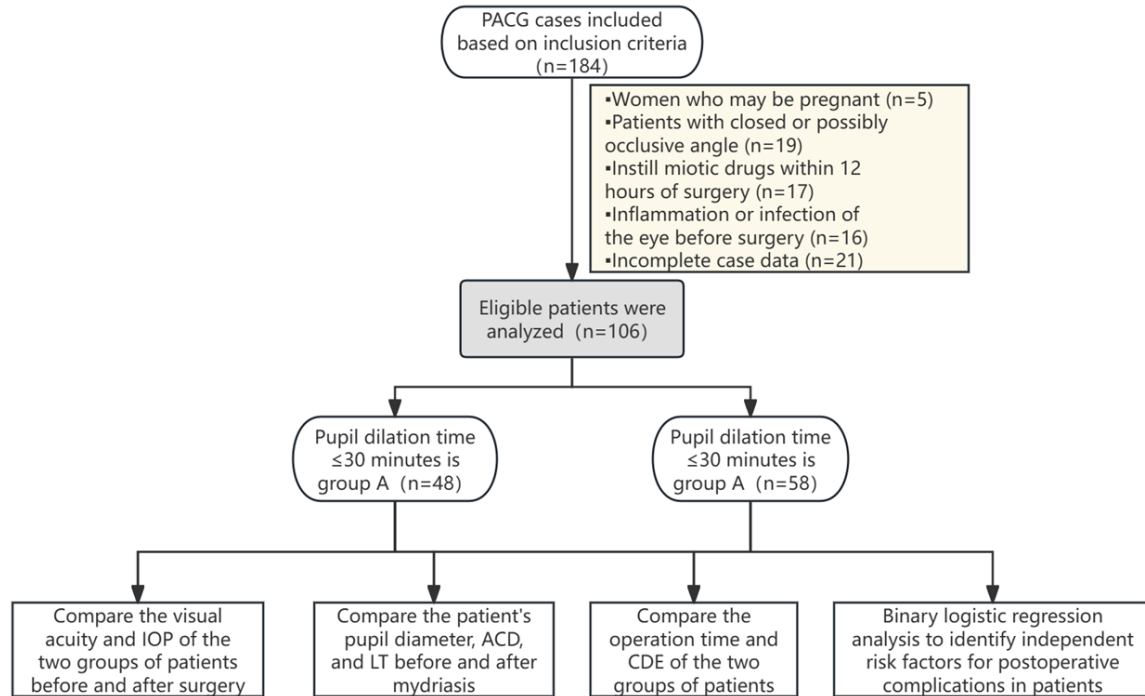 PACG cases included
based on inclusion criteria
(n=184)
▪Women who may be pregnant (n=5)
▪Patients with closed or possibly
occlusive angle (n=19)
▪Instill miotic drugs within 12
hours of surgery (n=17)
▪Inflammation or infection of
the eye before surgery (n=16)
▪Incomplete case data (n=21)
Eligible patients were
analyzed (n=106)
Pupil dilation time
≤30 minutes is
group A (n=48)
Pupil dilation time
≤30 minutes is
group A (n=58)
Compare the visual
acuity and IOP of the
two groups of patients
before and after surgery
Compare the patient's
pupil diameter, ACD,
and LT before and after
mydriasis
Compare the
operation time and
CDE of the two
groups of patients
Binary logistic regression
analysis to identify independent
risk factors for postoperative
complications in patients